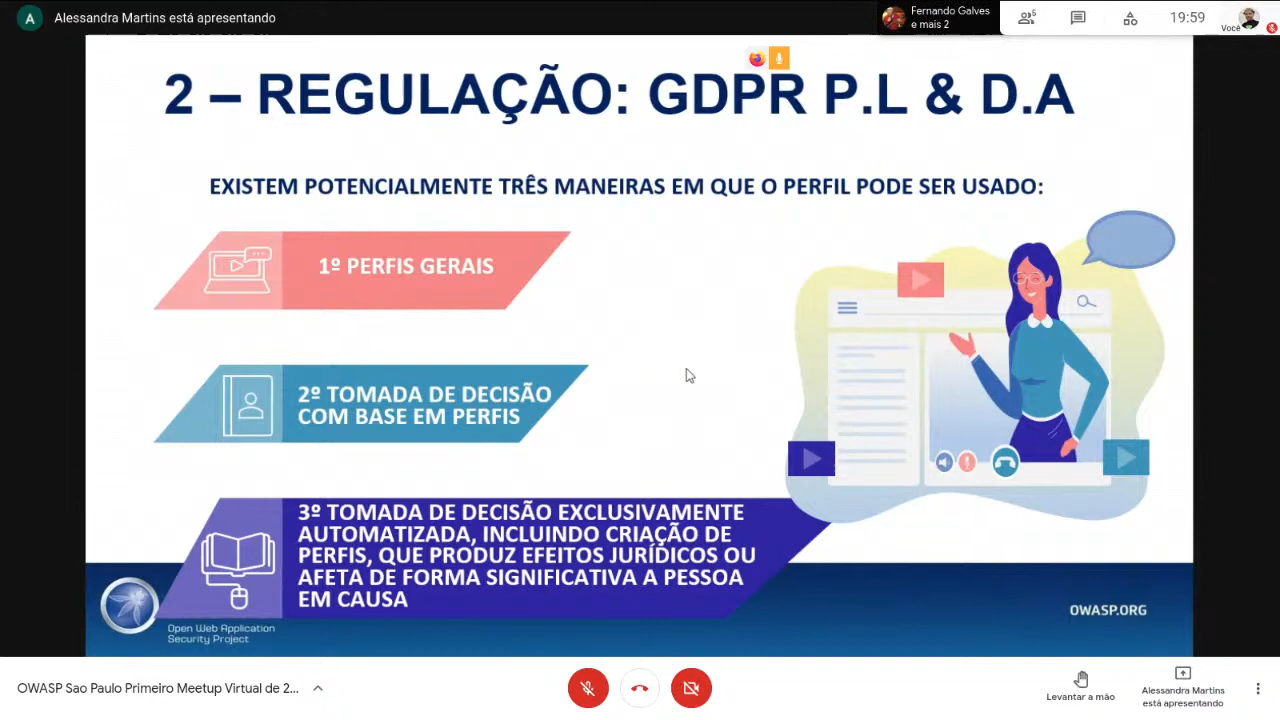 A
Alessandra Martins está apresentando
Fernando Galves
e mais 2
5
19:59
Você
2 – REGULAÇÃO: GDPR P.L & D.A
EXISTEM POTENCIALMENTE TRÊS MANEIRAS EM QUE O PERFIL PODE SER USADO:
1º PERFIS GERAIS
2º TOMADA DE DECISÃO
COM BASE EM PERFIS
3º TOMADA DE DECISÃO EXCLUSIVAMENTE
AUTOMATIZADA, INCLUINDO CRIAÇÃO DE
PERFIS, QUE PRODUZ EFEITOS JURÍDICOS OU
AFETA DE FORMA SIGNIFICATIVA A PESSOA
EM CAUSA
Open Web Application
Security Project
OWASP.ORG
OWASP Sao Paulo Primeiro Meetup Virtual de 2...
Levantar a mão
Alessandra Martins
está apresentando